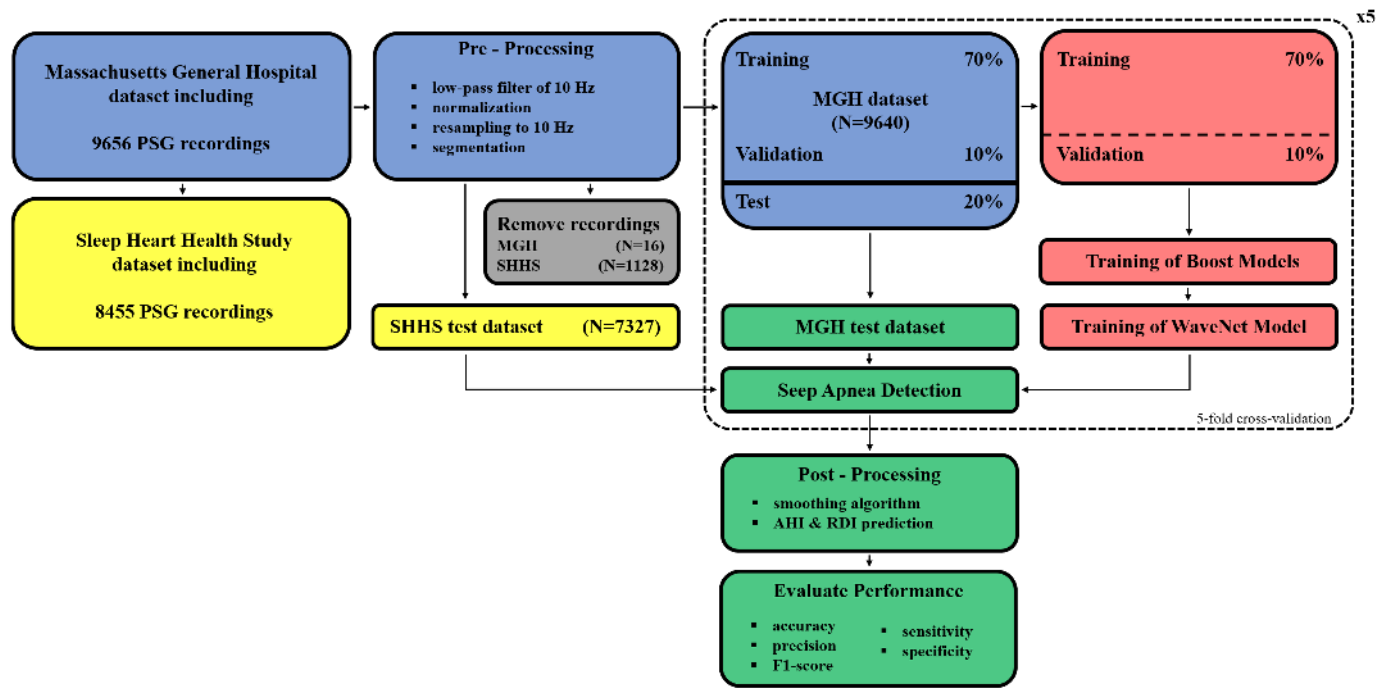 x5
Massachusetts General Hospital
dataset including
9656 PSG recordings
Sleep Heart Health Study
dataset including
8455 PSG recordings
Pre - Processing
▪ low-pass filter of 10 Hz
▪ normalization
▪ resampling to 10 Hz
▪ segmentation
Remove recordings
MGH (N=16)
SHHS (N=1128)
SHHS test dataset (N=7327)
Training 70%
MGH dataset
(N=9640)
Validation 10%
Test 20%
Training 70%
Validation 10%
Training of Boost Models
Training of WaveNet Model
MGH test dataset
Seep Apnea Detection
5-fold cross-validation
Post - Processing
▪ smoothing algorithm
▪ AHI & RDI prediction
Evaluate Performance
▪ accuracy
▪ precision
▪ F1-score
▪ sensitivity
▪ specificity